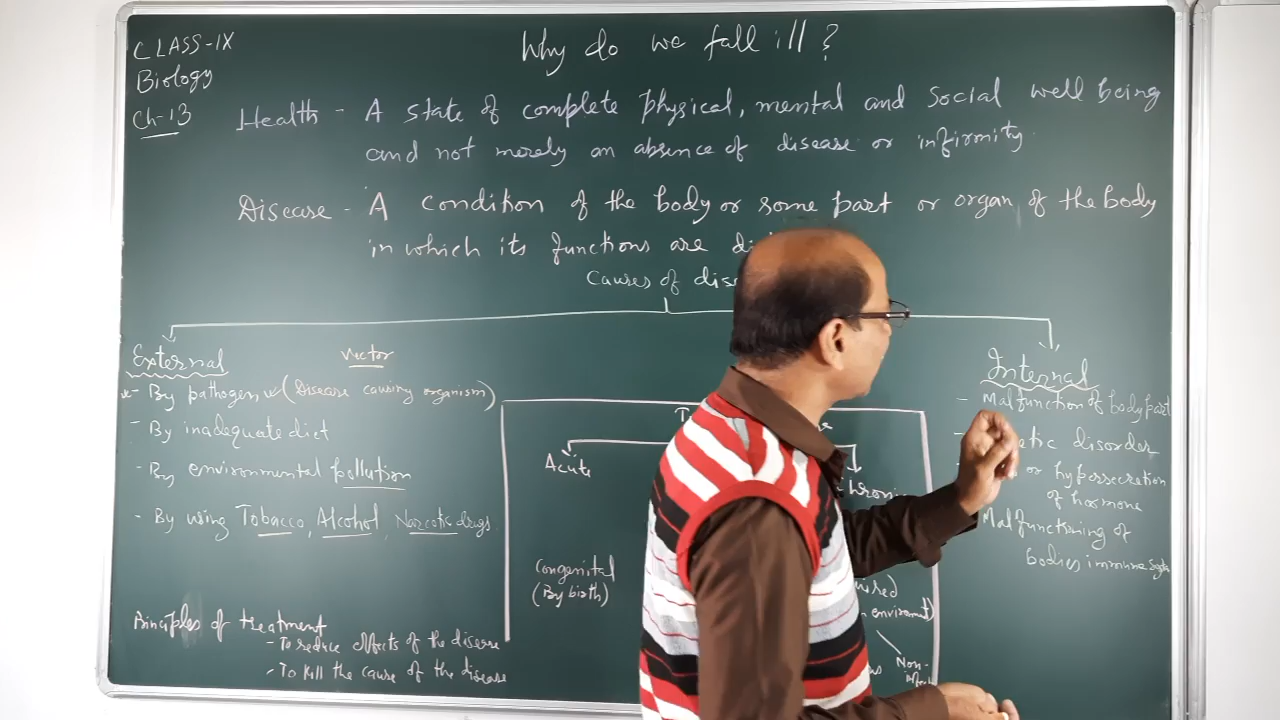 CLASS-IX
Biology
Ch-13
Why do we fall ill?
Health - A state of complete physical, mental and social well being
and not merely an absence of disease or infirmity
Disease - A condition of the body or some part or organ of the body
in which its functions are
Causes of
External
Vector
- By pathogen (Disease causing organism)
- By inadequate diet
- By environmental pollution
- By using Tobacco, Alcohol, Narcotic drugs
Internal
- Malfunction of body part
disorder
or hypersecretion
of hormone
Malfunctioning of
bodies immune
Acute
Congenital
(By birth)
Non-
Principles of treatment
- To reduce effects of the disease
- To kill the cause of the disease